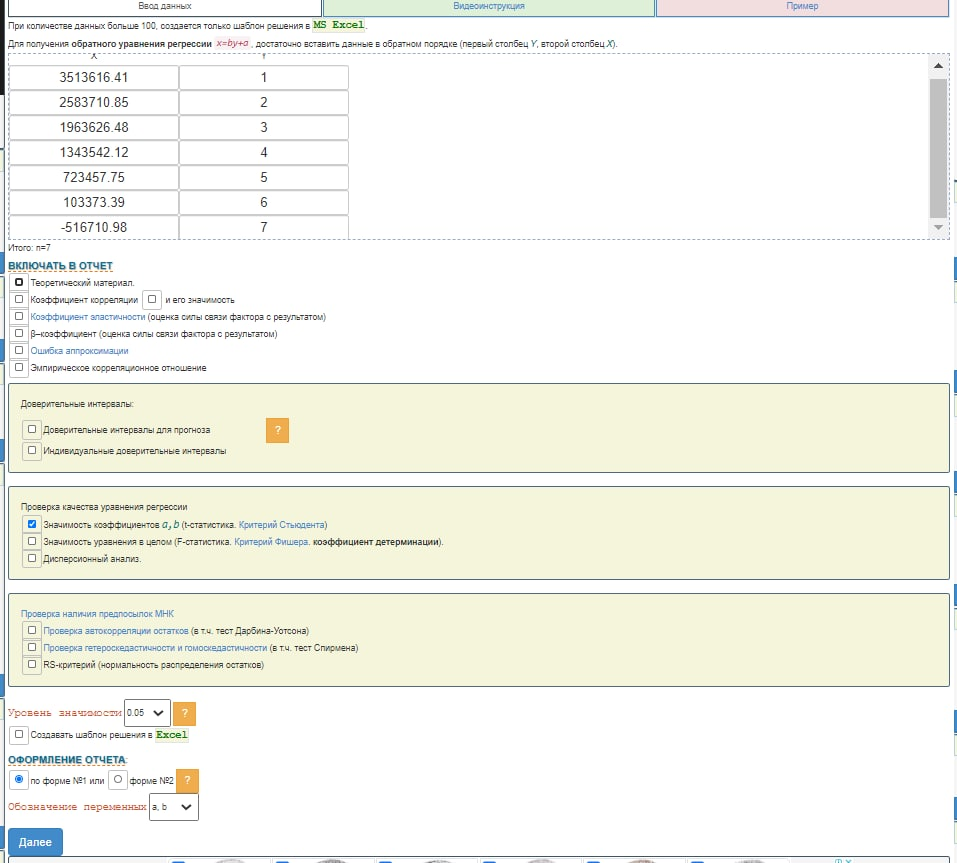 Ввод данных Видеоинструкция Пример
При количестве данных больше 100, создается только шаблон решения в MS Excel.
Для получения обратного уравнения регрессии x=by+a, достаточно вставить данные в обратном порядке (первый столбец Y, второй столбец X).
3513616.41 1
2583710.85 2
1963626.48 3
1343542.12 4
723457.75 5
103373.39 6
-516710.98 7
Итого: n=7
ВКЛЮЧАТЬ В ОТЧЕТ
Теоретический материал.
Коэффициент корреляции и его значимость
Коэффициент эластичности (оценка силы связи фактора с результатом)
β–коэффициент (оценка силы связи фактора с результатом)
Ошибка аппроксимации
Эмпирическое корреляционное отношение
Доверительные интервалы:
Доверительные интервалы для прогноза ?
Индивидуальные доверительные интервалы
Проверка качества уравнения регрессии
Значимость коэффициентов a,b (t-статистика. Критерий Стьюдента)
Значимость уравнения в целом (F-статистика. Критерий Фишера. коэффициент детерминации).
Дисперсионный анализ.
Проверка наличия предпосылок МНК
Проверка автокорреляции остатков (в т.ч. тест Дарбина-Уотсона)
Проверка гетероскедастичности и гомоскедастичности (в т.ч. тест Спирмена)
RS-критерий (нормальность распределения остатков)
Уровень значимости 0.05 ?
Создавать шаблон решения в Excel
ОФОРМЛЕНИЕ ОТЧЕТА:
по форме №1 или форме №2 ?
Обозначение переменных a, b
Далее